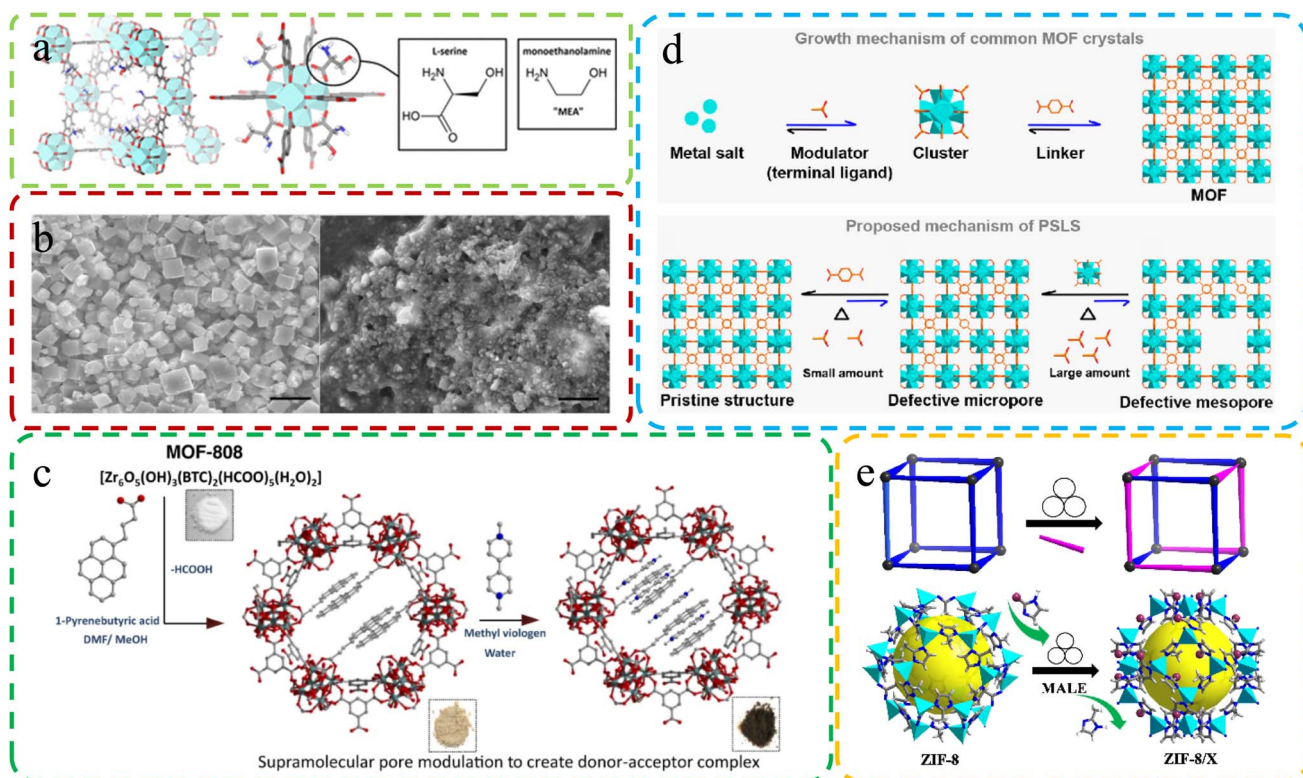 a
L-serine
H₂N
OH
HO
O
monoethanolamine
H₂N
OH
"MEA"
b
c
MOF-808
[Zr₆O₅(OH)₃(BTC)₂(HCOO)₅(H₂O)₂]
-HCOOH
1-Pyrenebutyric acid
DMF/ MeOH
Methyl viologen
Water
Supramolecular pore modulation to create donor-acceptor complex
d
Growth mechanism of common MOF crystals
Metal salt
Modulator
(terminal ligand)
Cluster
Linker
MOF
Proposed mechanism of PSLS
Δ
Small amount
Δ
Large amount
Pristine structure
Defective micropore
Defective mesopore
e
MALE
ZIF-8
ZIF-8/X